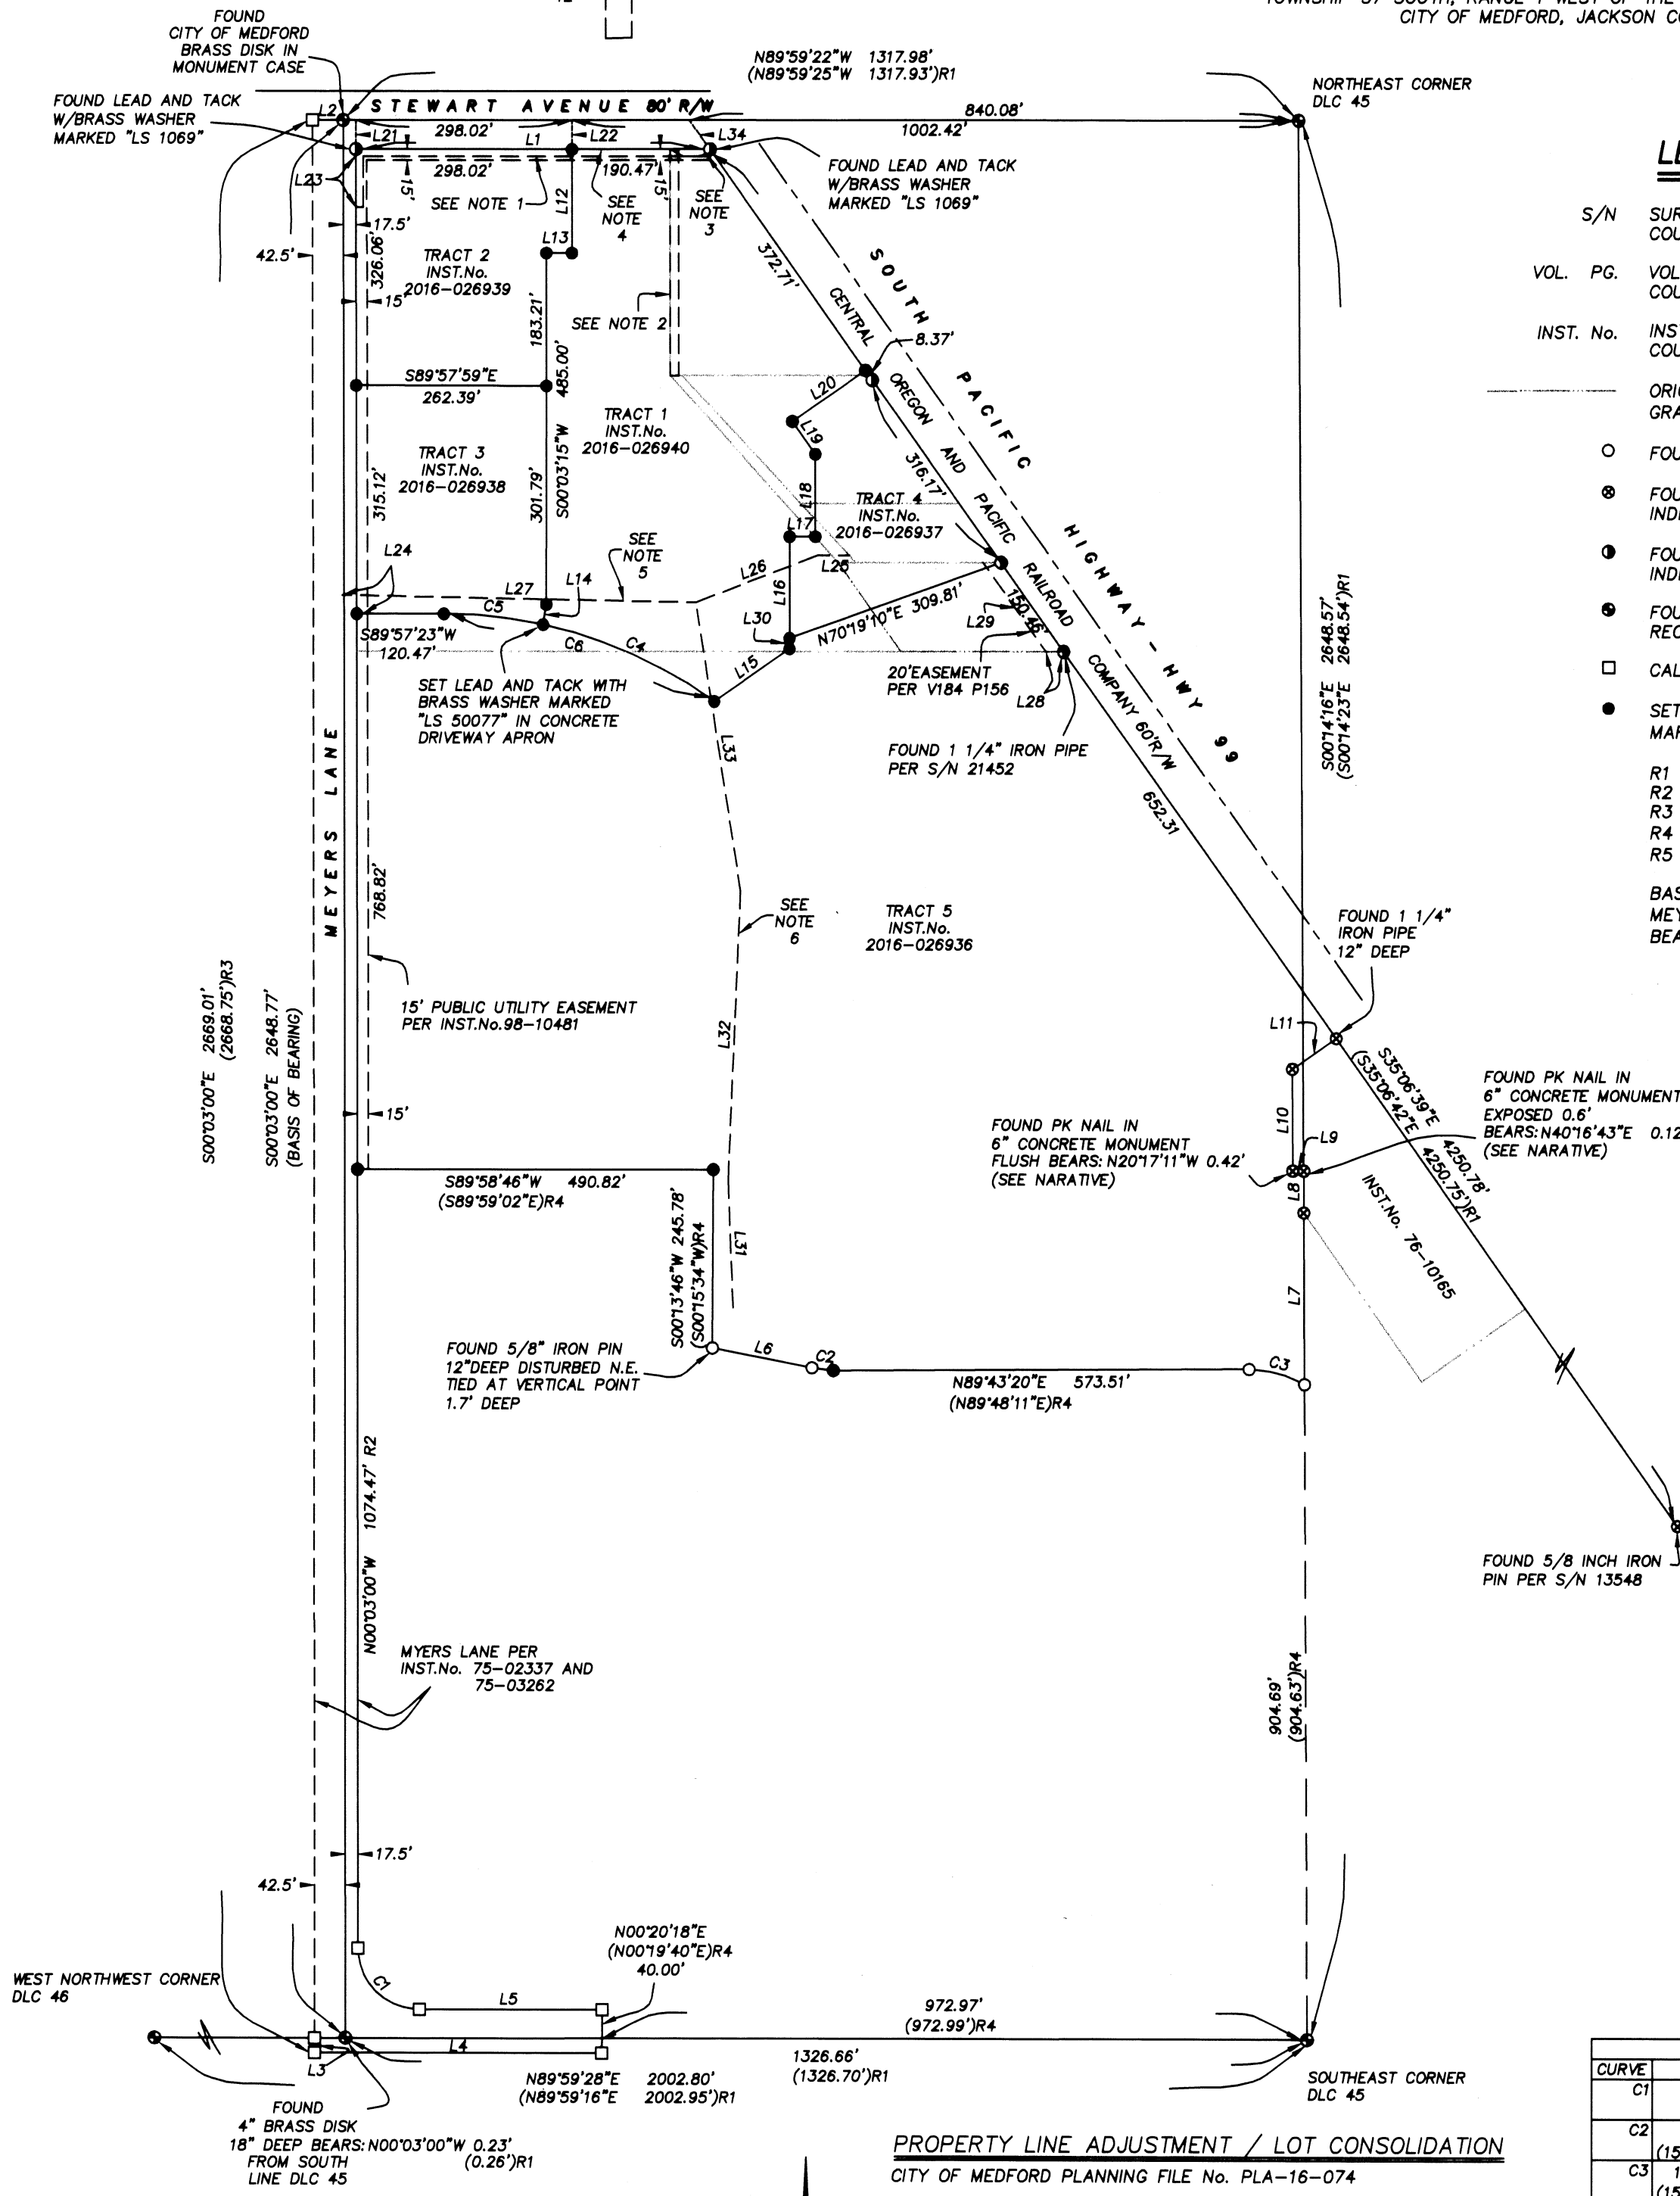 FOUND
CITY OF MEDFORD
BRASS DISK IN
MONUMENT CASE
CITY OF MEDFORD, JACKSON
N89°59'22"W 1317.98'
(N89°59'25"W 1317.93')R1
NORTHEAST CORNER
DLC 45
FOUND LEAD AND TACK
W/BRASS WASHER
MARKED "LS 1069"
L2
STEWART AVENUE 80' R/W
840.08'
1002.42'
L21
298.02'
L1
L22
L34
298.02'
190.47'
FOUND LEAD AND TACK
W/BRASS WASHER
MARKED "LS 1069"
L23
15'
SEE NOTE 1
L12
SEE
NOTE
4
15'
SEE
NOTE
3
17.5'
42.5'
326.06'
TRACT 2
INST.No.
2016-026939
15'
L13
183.21'
485.00'
SEE NOTE 2
372.71'
8.37'
SOUTH PACIFIC HIGHWAY - HWY 99
CENTRAL OREGON AND PACIFIC RAILROAD COMPANY 60'R/W
S/N
VOL. PG.
INST. No.
S89°57'59"E
262.39'
TRACT 1
INST.No.
2016-026940
L20
L19
L18
L17
316.17'
TRACT 3
INST.No.
2016-026938
315.12'
301.79'
S00°03'15"W
TRACT 4
INST.No.
2016-026937
SEE
NOTE
5
L24
L26
L25
L16
L27
L14
C5
L30
N70°19'10"E 309.81'
150.46'
L29
S89°57'23"W
120.47'
C6
C4
L15
20'EASEMENT
PER V184 P156
L28
SET LEAD AND TACK WITH
BRASS WASHER MARKED
"LS 50077" IN CONCRETE
DRIVEWAY APRON
L33
FOUND 1 1/4" IRON PIPE
PER S/N 21452
S00°14'16"E 2648.57'
(S00°14'23"E 2648.54')R1
R1
R2
R3
R4
R5
MEYERS LANE
768.82'
652.31
SEE
NOTE
6
TRACT 5
INST.No.
2016-026936
FOUND 1 1/4"
IRON PIPE
12" DEEP
15' PUBLIC UTILITY EASEMENT
PER INST.No.98-10481
S00°03'00"E 2669.01'
(2668.75')R3
S00°03'00"E 2648.77'
(BASIS OF BEARING)
L32
L11
S35°06'39"E 4250.78'
(S35°06'42"E 4250.75')R1
FOUND PK NAIL IN
6" CONCRETE MONUMENT
EXPOSED 0.6'
BEARS:N40°16'43"E 0.12
(SEE NARATIVE)
15'
L10
L9
FOUND PK NAIL IN
6" CONCRETE MONUMENT
FLUSH BEARS: N20°17'11"W 0.42'
(SEE NARATIVE)
S89°58'46"W 490.82'
(S89°59'02"E)R4
L8
INST.No. 76-10165
L31
S00°13'46"W 245.78'
(S00°15'34"W)R4
L7
FOUND 5/8" IRON PIN
12"DEEP DISTURBED N.E.
TIED AT VERTICAL POINT
1.7' DEEP
L6
C2
N89°43'20"E 573.51'
(N89°48'11"E)R4
C3
N00°03'00"W 1074.47' R2
FOUND 5/8 INCH IRON
PIN PER S/N 13548
MYERS LANE PER
INST.No. 75-02337 AND
75-03262
904.69'
(904.63')R4
17.5'
42.5'
N00°20'18"E
(N00°19'40"E)R4
40.00'
WEST NORTHWEST CORNER
DLC 46
C1
L5
972.97'
(972.99')R4
L3
L4
1326.66'
(1326.70')R1
N89°59'28"E 2002.80'
(N89°59'16"E 2002.95')R1
SOUTHEAST CORNER
DLC 45
FOUND
4" BRASS DISK
18" DEEP BEARS:N00°03'00"W 0.23'
FROM SOUTH (0.26')R1
LINE DLC 45
PROPERTY LINE ADJUSTMENT / LOT CONSOLIDATION
CITY OF MEDFORD PLANNING FILE No. PLA-16-074
CURVE
C1
C2
C3